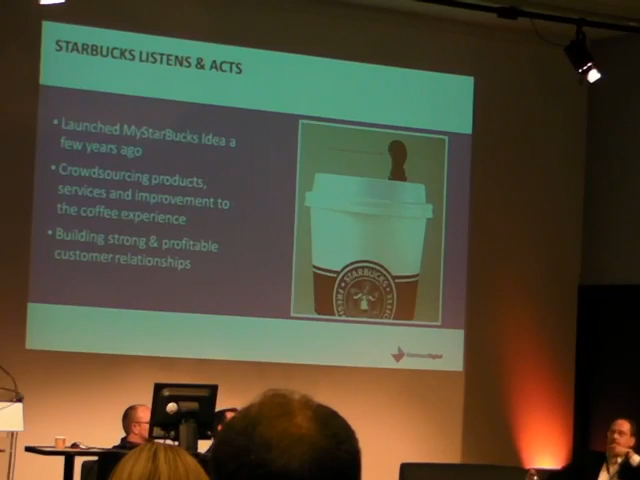 STARBUCKS LISTENS & ACTS
• Launched MyStarBucks Idea a
few years ago
• Crowdsourcing products,
services and improvement to
the coffee experience
• Building strong & profitable
customer relationships
STARBUCKS